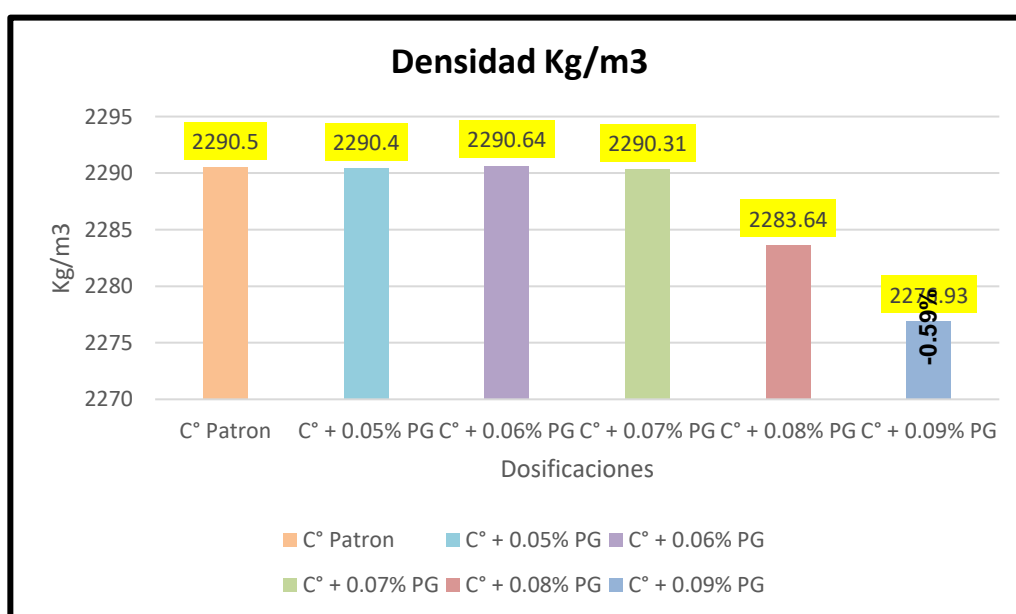 Densidad Kg/m3
Kg/m3
2295
2290
2285
2280
2275
2270
2290.5
2290.4
2290.64
2290.31
2283.64
2276.93
-0.59%
C° Patron
C° + 0.05% PG
C° + 0.06% PG
C° + 0.07% PG
C° + 0.08% PG
C° + 0.09% PG
Dosificaciones
C° Patron
C° + 0.05% PG
C° + 0.06% PG
C° + 0.07% PG
C° + 0.08% PG
C° + 0.09% PG